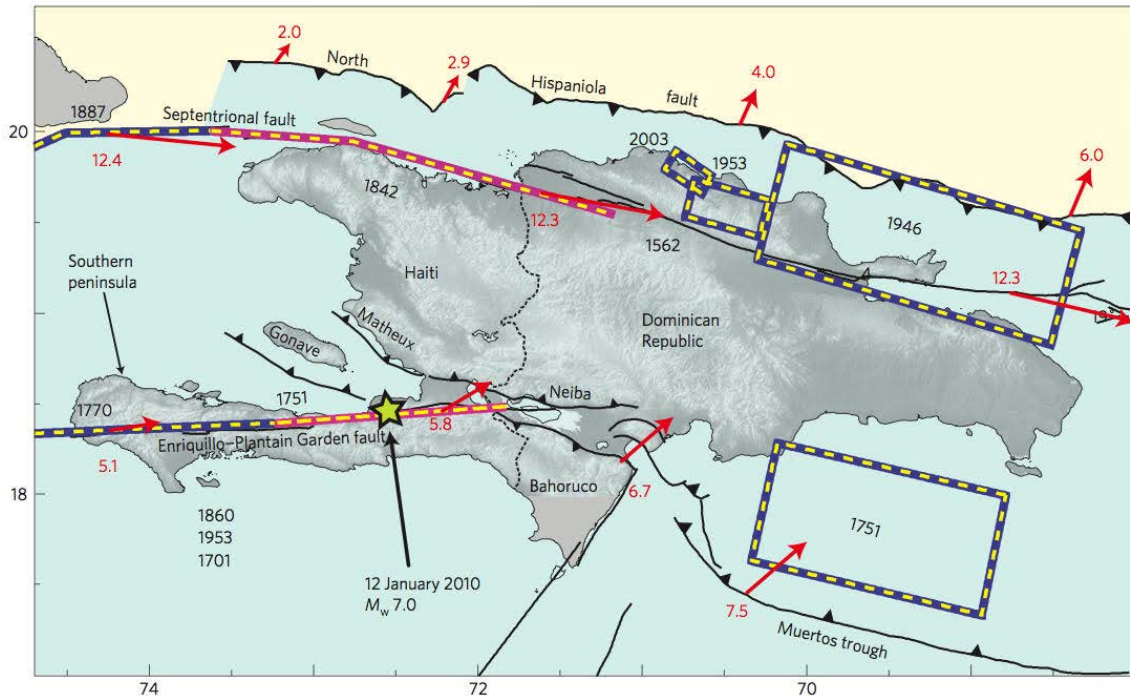 2.0
North
2.9
Hispaniola
fault
4.0
1887
Septentrional fault
20
12.4
2003
1953
6.0
1842
12.3
1562
1946
Haiti
12.3
19°
Southern
peninsula
Matheux
Gonave
Dominican
Republic
1770
1751
Neiba
5.8
Enriquillo–Plantain Garden fault
5.1
18
6.7
Bahoruco
1860
1953
1701
1751
12 January 2010
Mw 7.0
7.5
Muertos trough
74
72
70